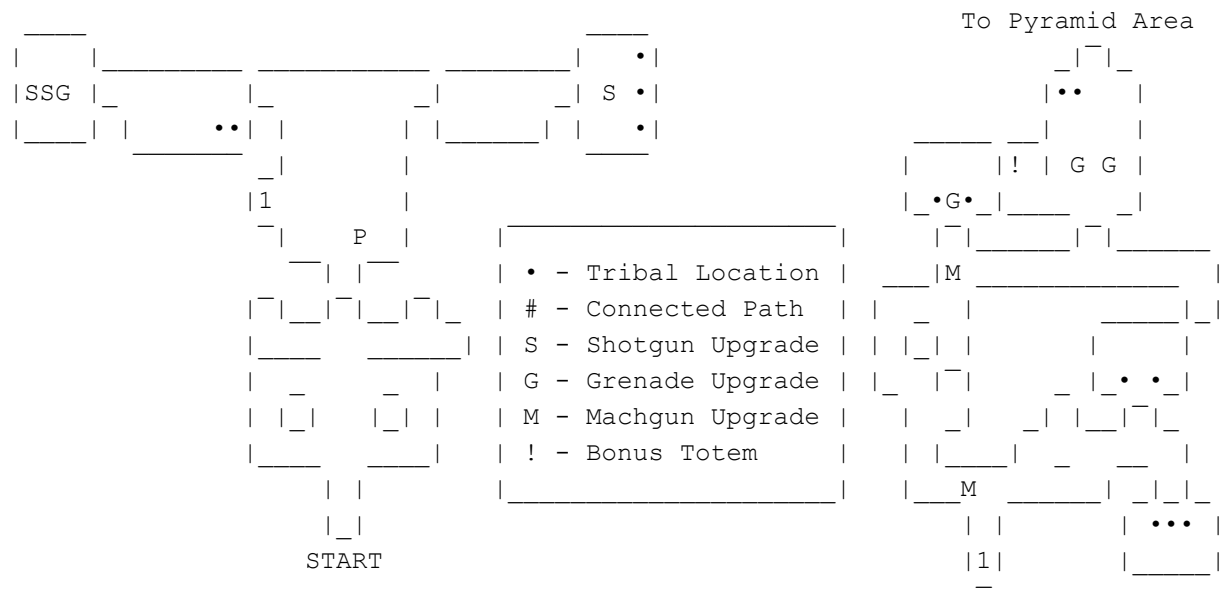 To Pyramid Area
•
SSG S •
•• •
••
! G G
•G•
1
P
M
• - Tribal Location
# - Connected Path
S - Shotgun Upgrade
G - Grenade Upgrade
M - Machgun Upgrade
! - Bonus Totem
• •
M
•••
START
1